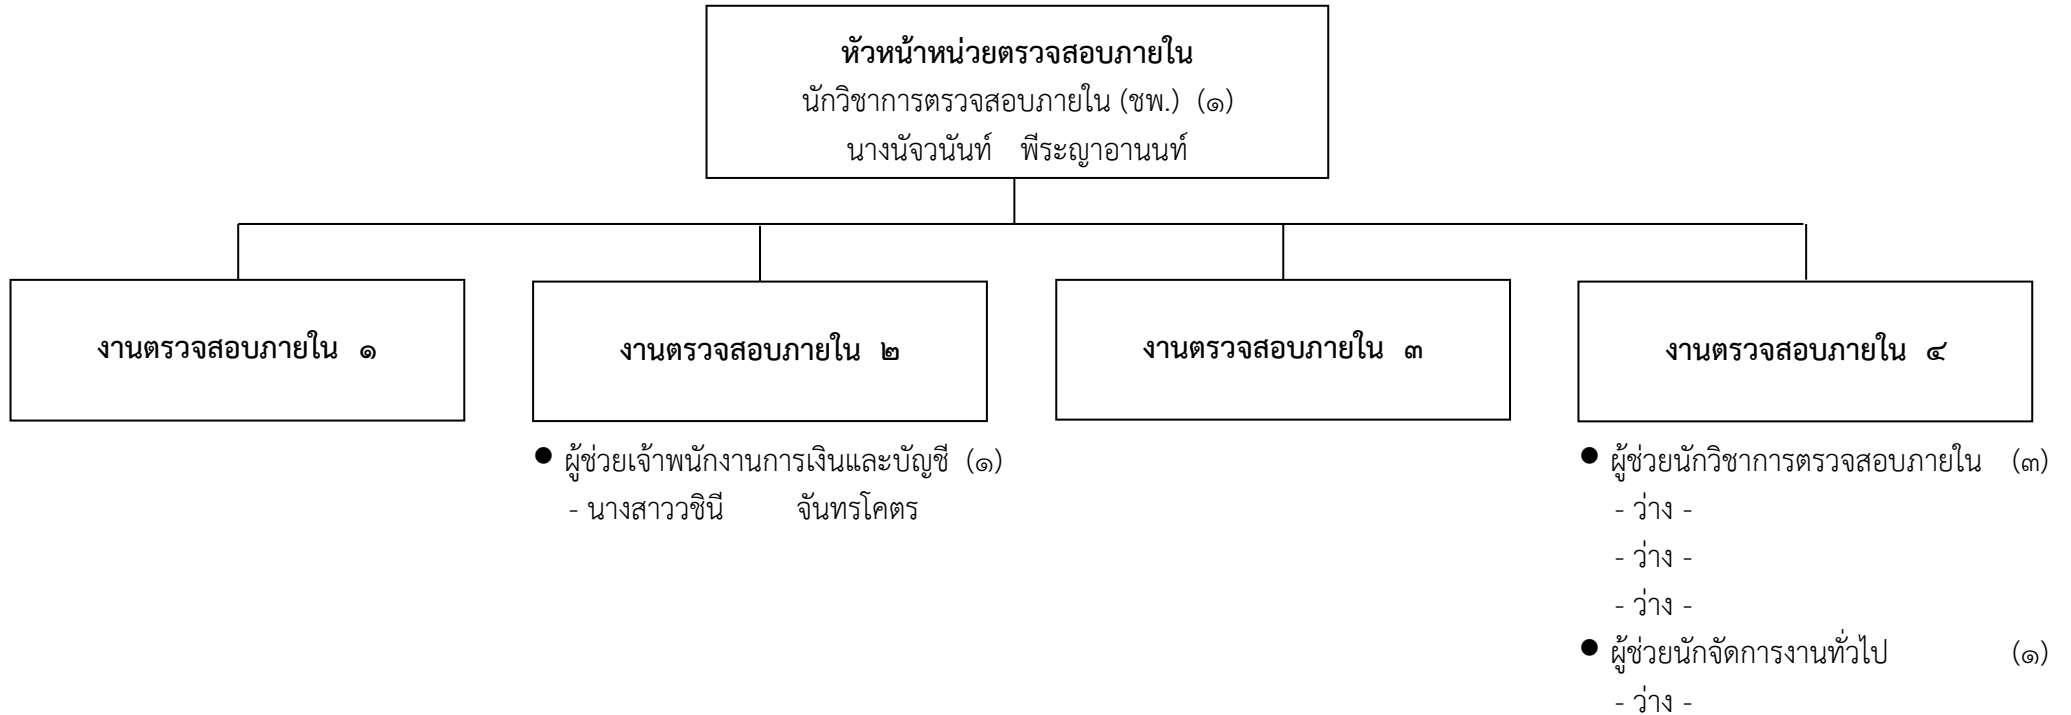 หัวหน้าหน่วยตรวจสอบภายใน
นักวิชาการตรวจสอบภายใน (ชพ.) (๑)
นางนัจวนันท์ พีระญาอานนท์
งานตรวจสอบภายใน ๑
งานตรวจสอบภายใน ๒
งานตรวจสอบภายใน ๓
งานตรวจสอบภายใน ๔
● ผู้ช่วยเจ้าพนักงานการเงินและบัญชี (๑)
- นางสาววชินี จันทรโคตร
● ผู้ช่วยนักวิชาการตรวจสอบภายใน (๓)
- ว่าง -
- ว่าง -
- ว่าง -
● ผู้ช่วยนักจัดการงานทั่วไป (๑)
- ว่าง -